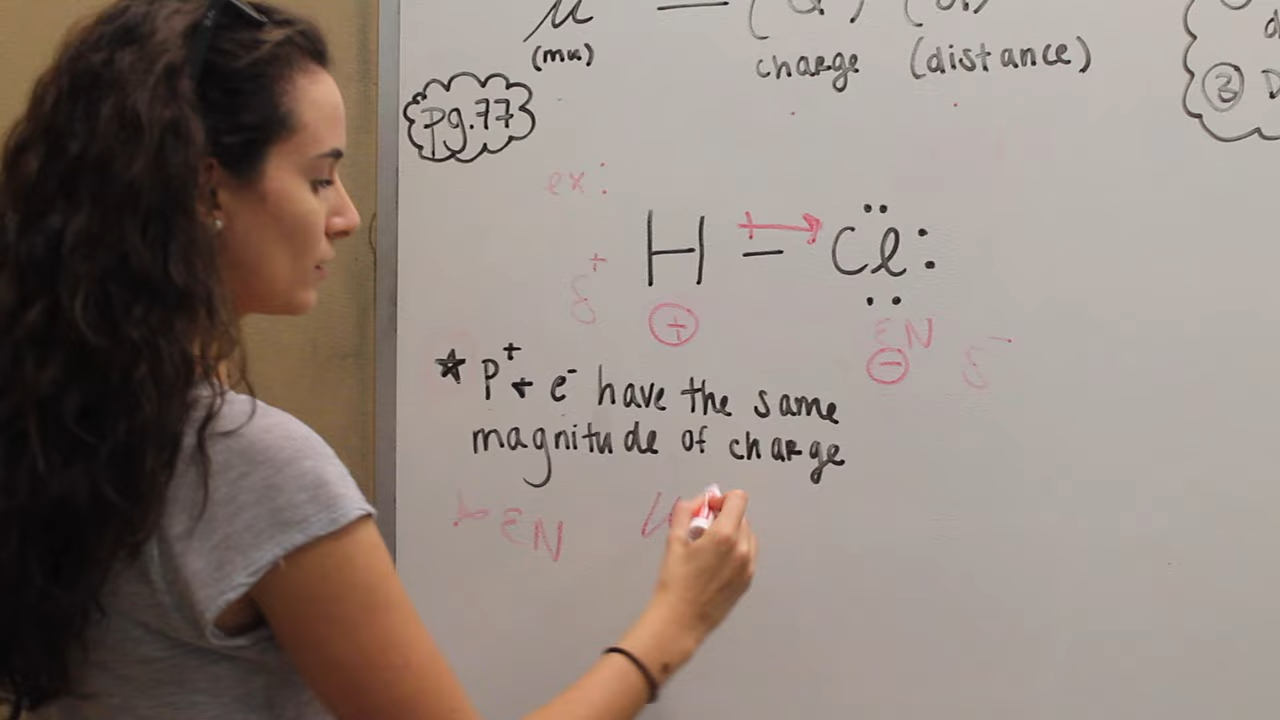 μ = (Q) (d)
(mu) charge (distance)
pg.77
ex:
H – Cl:
δ+
+
EN
− δ−
* P+ + e- have the same
magnitude of charge
EN